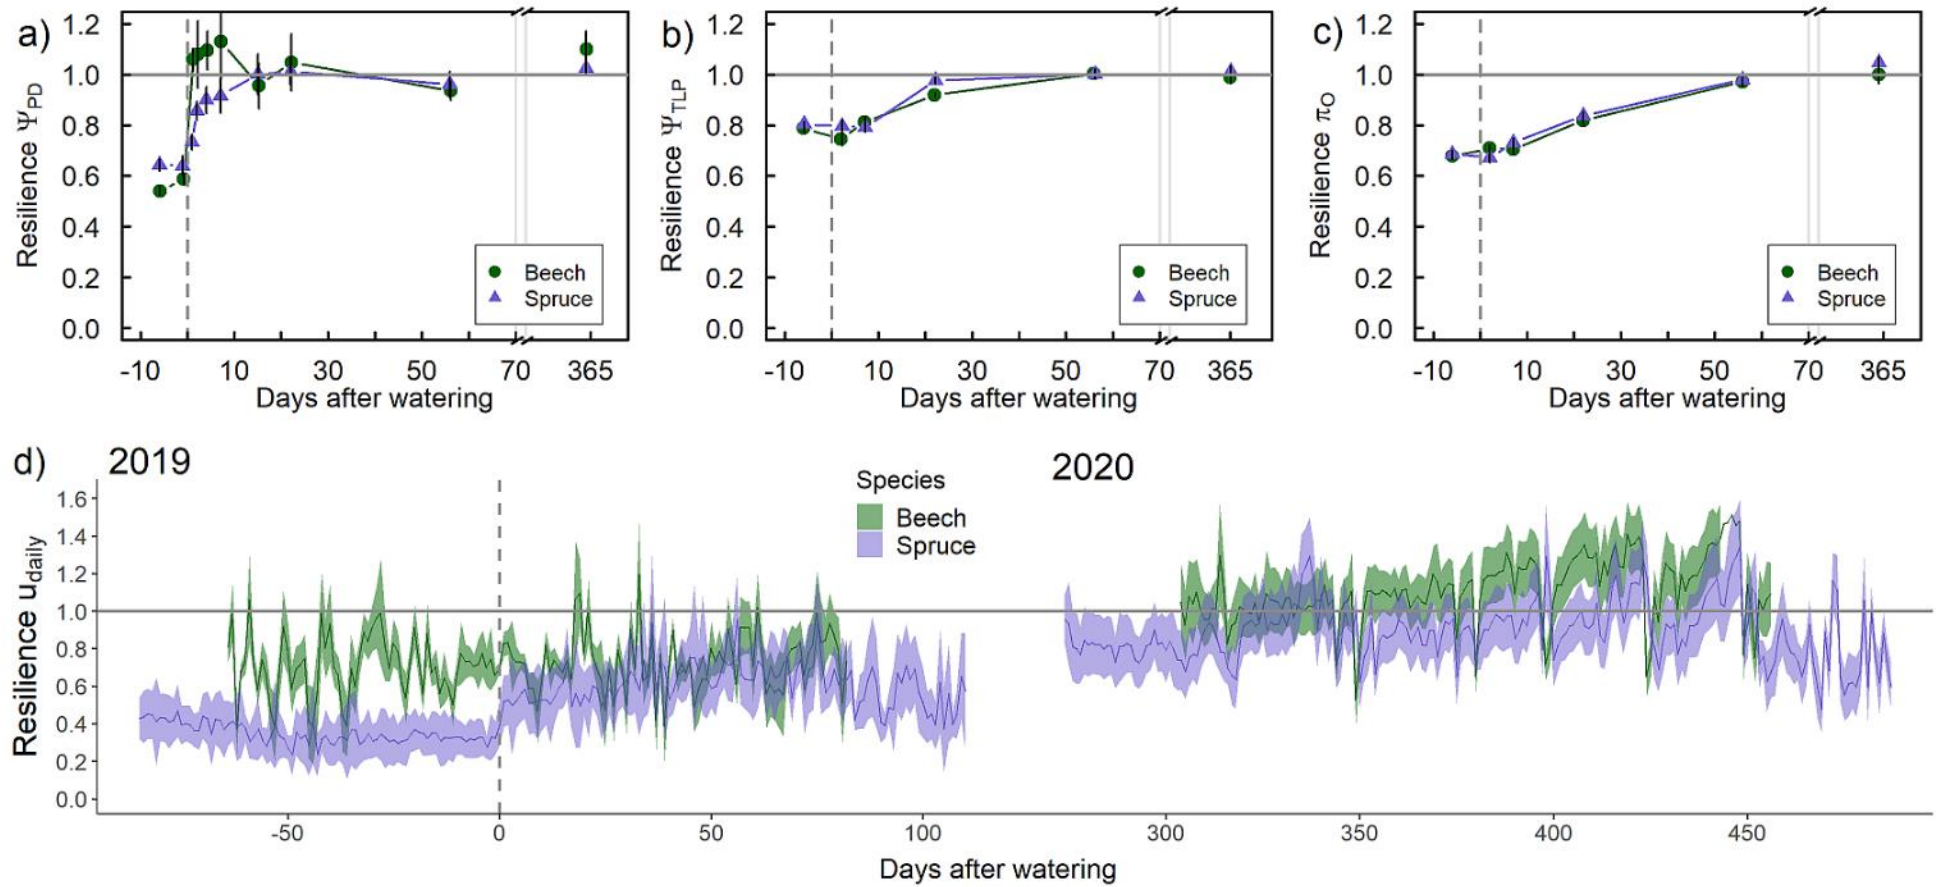 a)
Resilience ΨPD
1.2
1.0
0.8
0.6
0.4
0.2
0.0
Beech
Spruce
-10 10 30 50 70 365
Days after watering
b)
Resilience ΨTLP
1.2
1.0
0.8
0.6
0.4
0.2
0.0
Beech
Spruce
-10 10 30 50 70 365
Days after watering
c)
Resilience πO
1.2
1.0
0.8
0.6
0.4
0.2
0.0
Beech
Spruce
-10 10 30 50 70 365
Days after watering
d)
2019
2020
Resilience udaily
1.6
1.4
1.2
1.0
0.8
0.6
0.4
0.2
0.0
Species
Beech
Spruce
-50 0 50 100 300 350 400 450
Days after watering